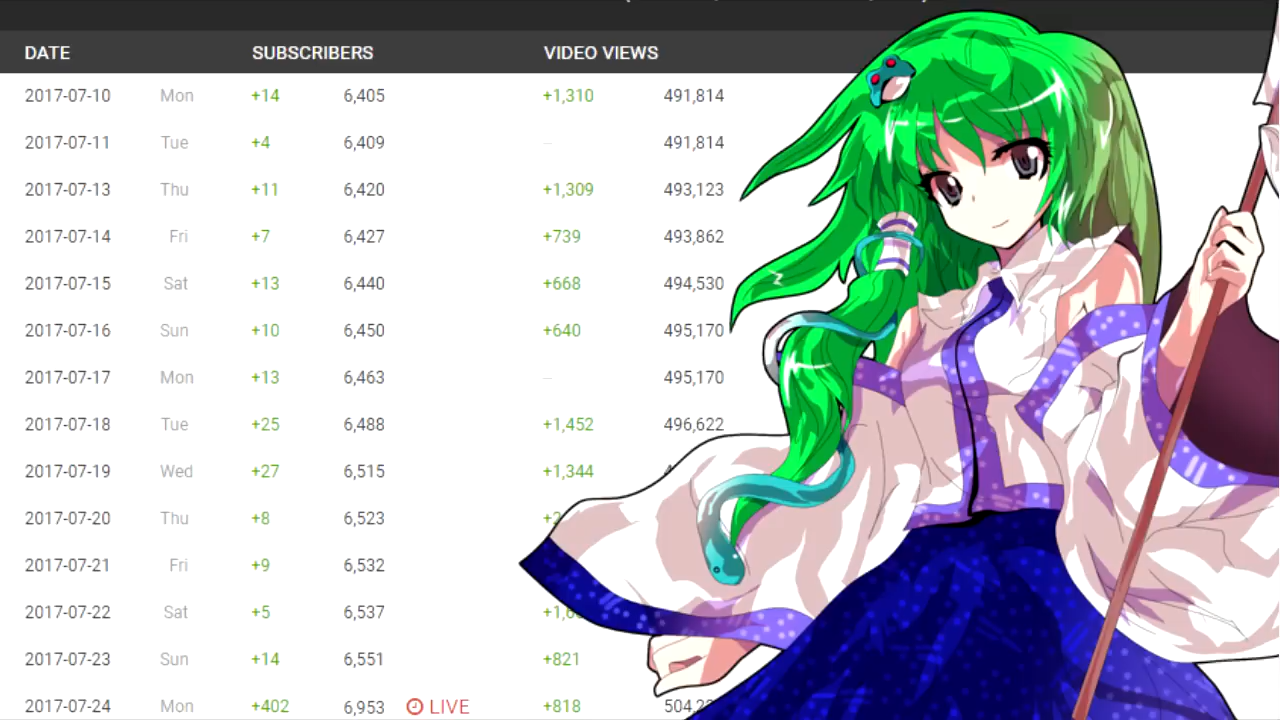 DATE SUBSCRIBERS VIDEO VIEWS
2017-07-10 Mon +14 6,405 +1,310 491,814
2017-07-11 Tue +4 6,409 -- 491,814
2017-07-13 Thu +11 6,420 +1,309 493,123
2017-07-14 Fri +7 6,427 +739 493,862
2017-07-15 Sat +13 6,440 +668 494,530
2017-07-16 Sun +10 6,450 +640 495,170
2017-07-17 Mon +13 6,463 -- 495,170
2017-07-18 Tue +25 6,488 +1,452 496,622
2017-07-19 Wed +27 6,515 +1,344
2017-07-20 Thu +8 6,523
2017-07-21 Fri +9 6,532
2017-07-22 Sat +5 6,537
2017-07-23 Sun +14 6,551 +821
2017-07-24 Mon +402 6,953 LIVE +818